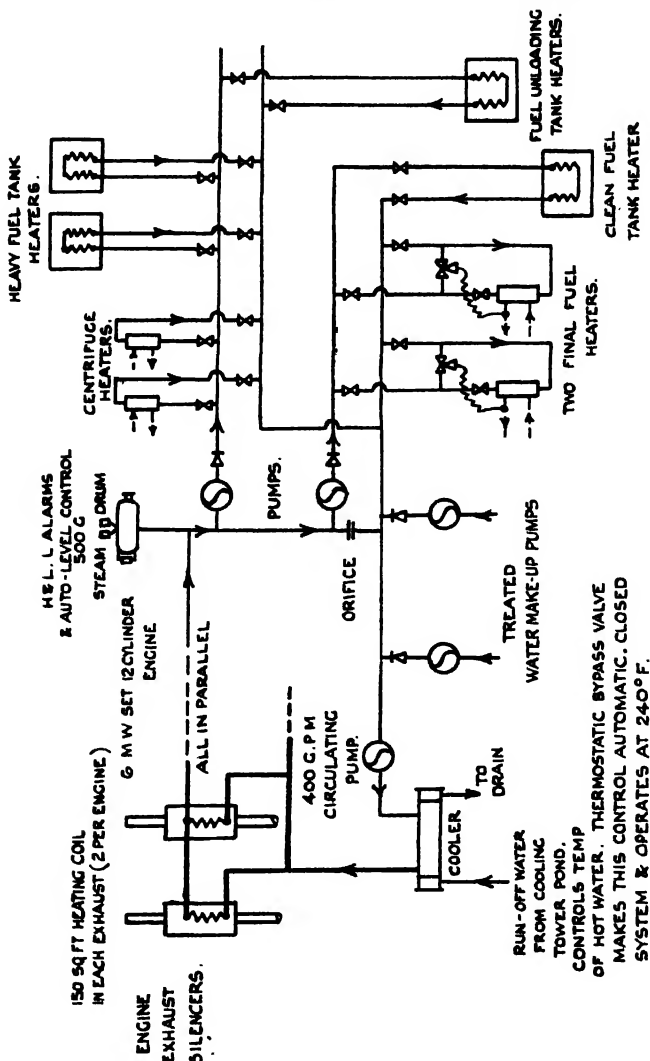 HEAVY FUEL TANK
HEATERS.
CENTRIFUGE
HEATERS.
FUEL UNLOADING
TANK HEATERS.
CLEAN FUEL
TANK HEATER
TWO FINAL FUEL
HEATERS.
H & L. L ALARMS
& AUTO-LEVEL CONTROL
500 G
STEAM DRUM
PUMPS.
ORIFICE
6 MW SET 12 CYLINDER
ENGINE
ALL IN PARALLEL
150 SQ FT HEATING COIL
IN EACH EXHAUST (2 PER ENGINE)
ENGINE
EXHAUST
SILENCERS.
400 G.P.M
CIRCULATING
PUMP.
TREATED
WATER MAKE-UP PUMPS
COOLER
TO
DRAIN
RUN-OFF WATER
FROM COOLING
TOWER POND.
CONTROLS TEMP
OF HOT WATER. THERMOSTATIC BYPASS VALVE
MAKES THIS CONTROL AUTOMATIC. CLOSED
SYSTEM & OPERATES AT 240°F.